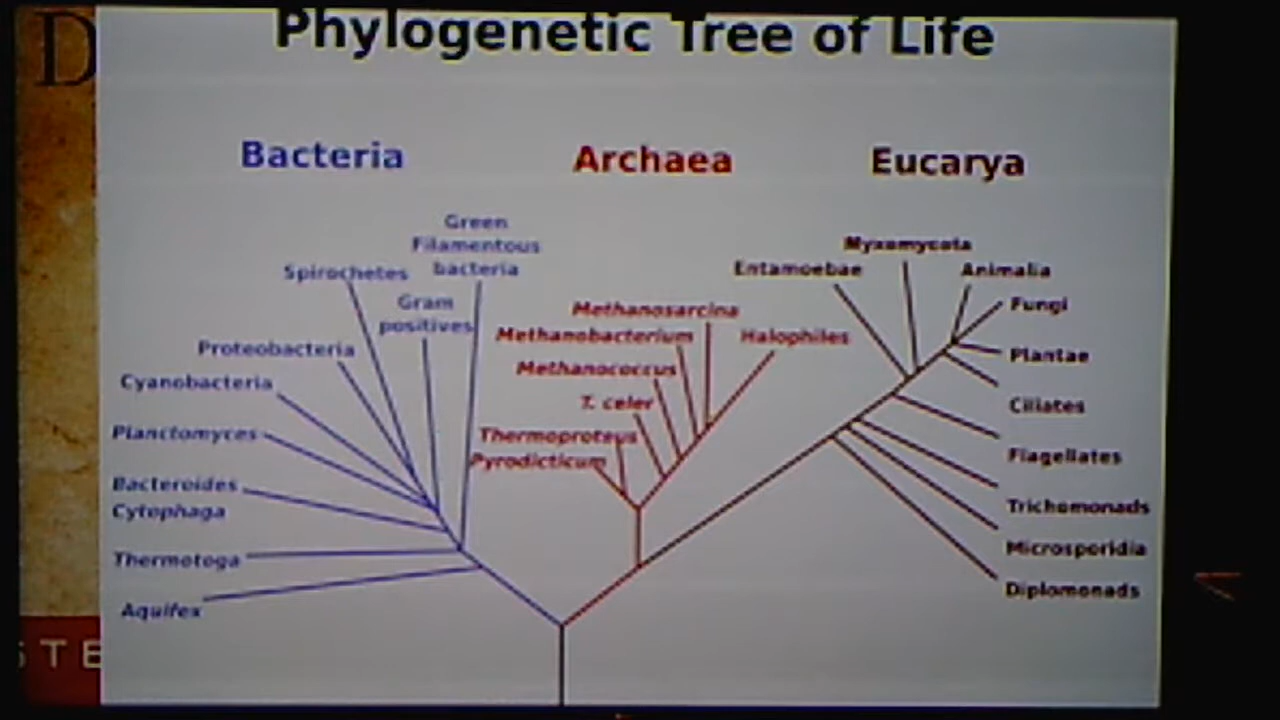 Phylogenetic Tree of Life
D
Bacteria
Archaea
Eucarya
Green
Filamentous
bacteria
Spirochetes
Gram
positives
Proteobacteria
Cyanobacteria
Planctomyces
Bacteroides
Cytophaga
Thermotoga
Aquifex
Methanosarcina
Methanobacterium
Halophiles
Methanococcus
T. celer
Thermoproteus
Pyrodicticum
Entamoebae
Myxomycota
Animalia
Fungi
Plantae
Ciliates
Flagellates
Trichomonads
Microsporidia
Diplomonads
STE